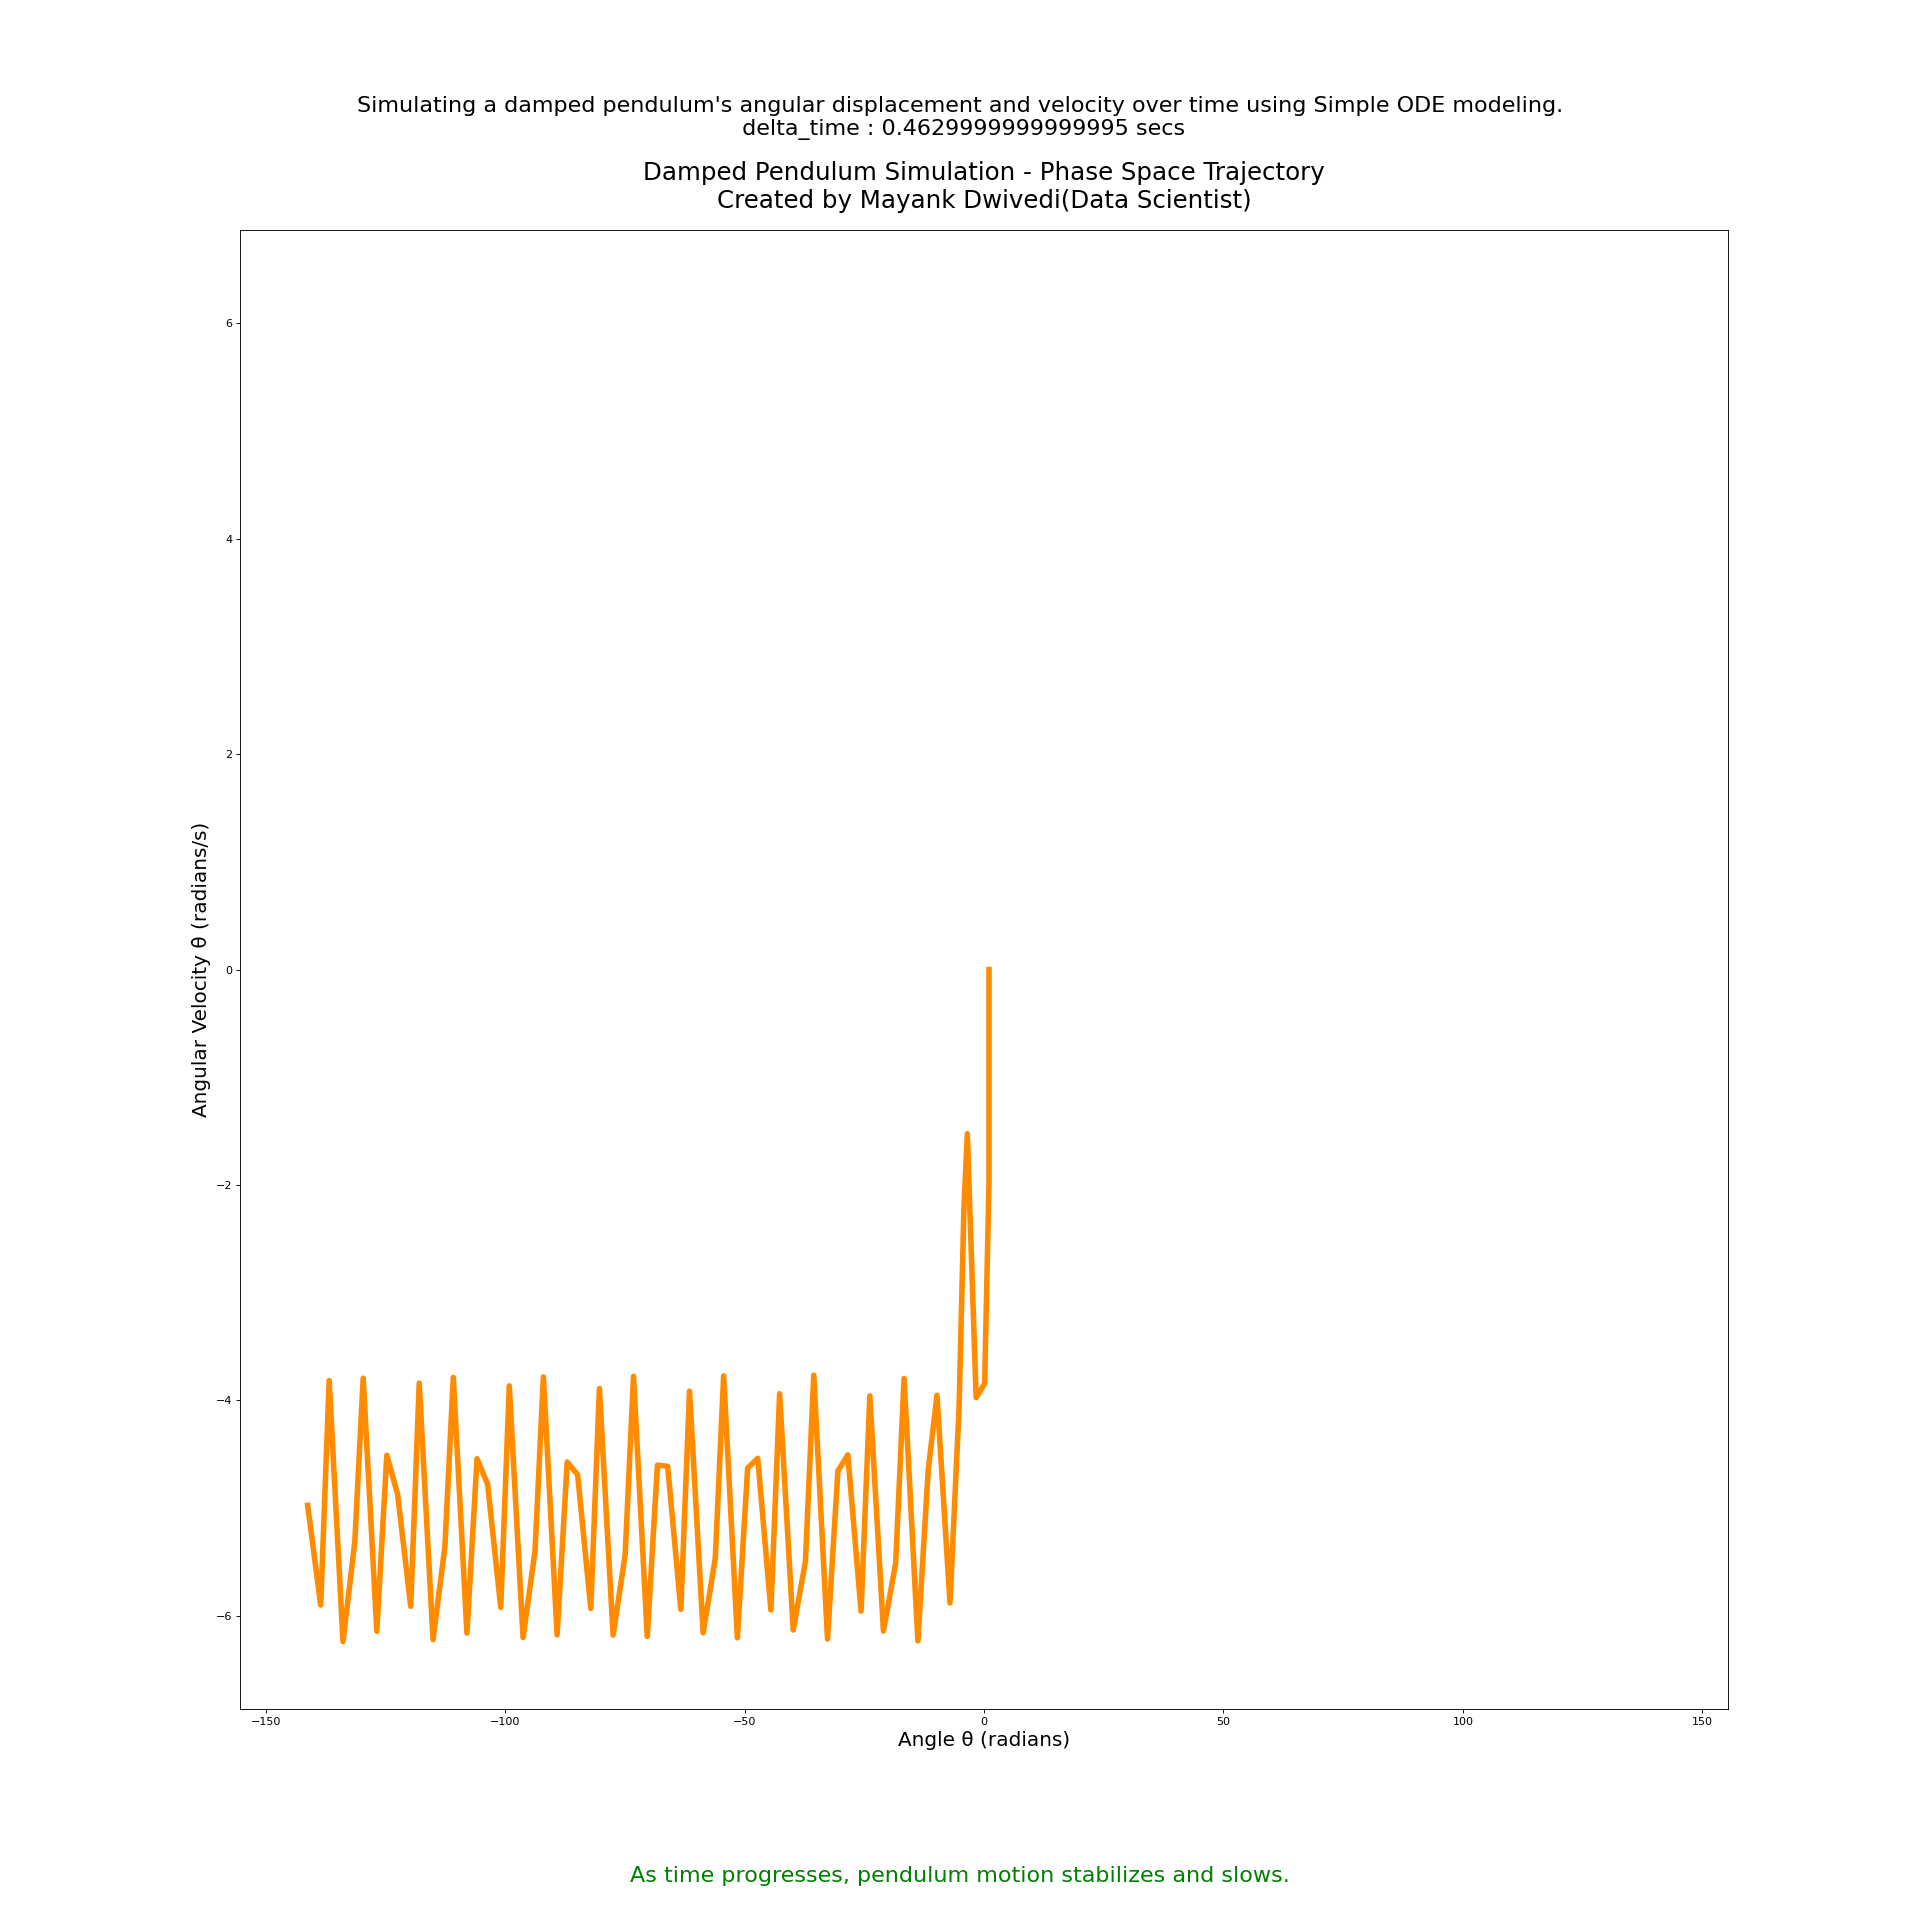 Simulating a damped pendulum's angular displacement and velocity over time using Simple ODE modeling.
delta_time : 0.4629999999999995 secs
Damped Pendulum Simulation - Phase Space Trajectory
Created by Mayank Dwivedi(Data Scientist)
6
4
2
0
−2
−4
−6
Angular Velocity θ (radians/s)
−150
−100
−50
0
50
100
150
Angle θ (radians)
As time progresses, pendulum motion stabilizes and slows.